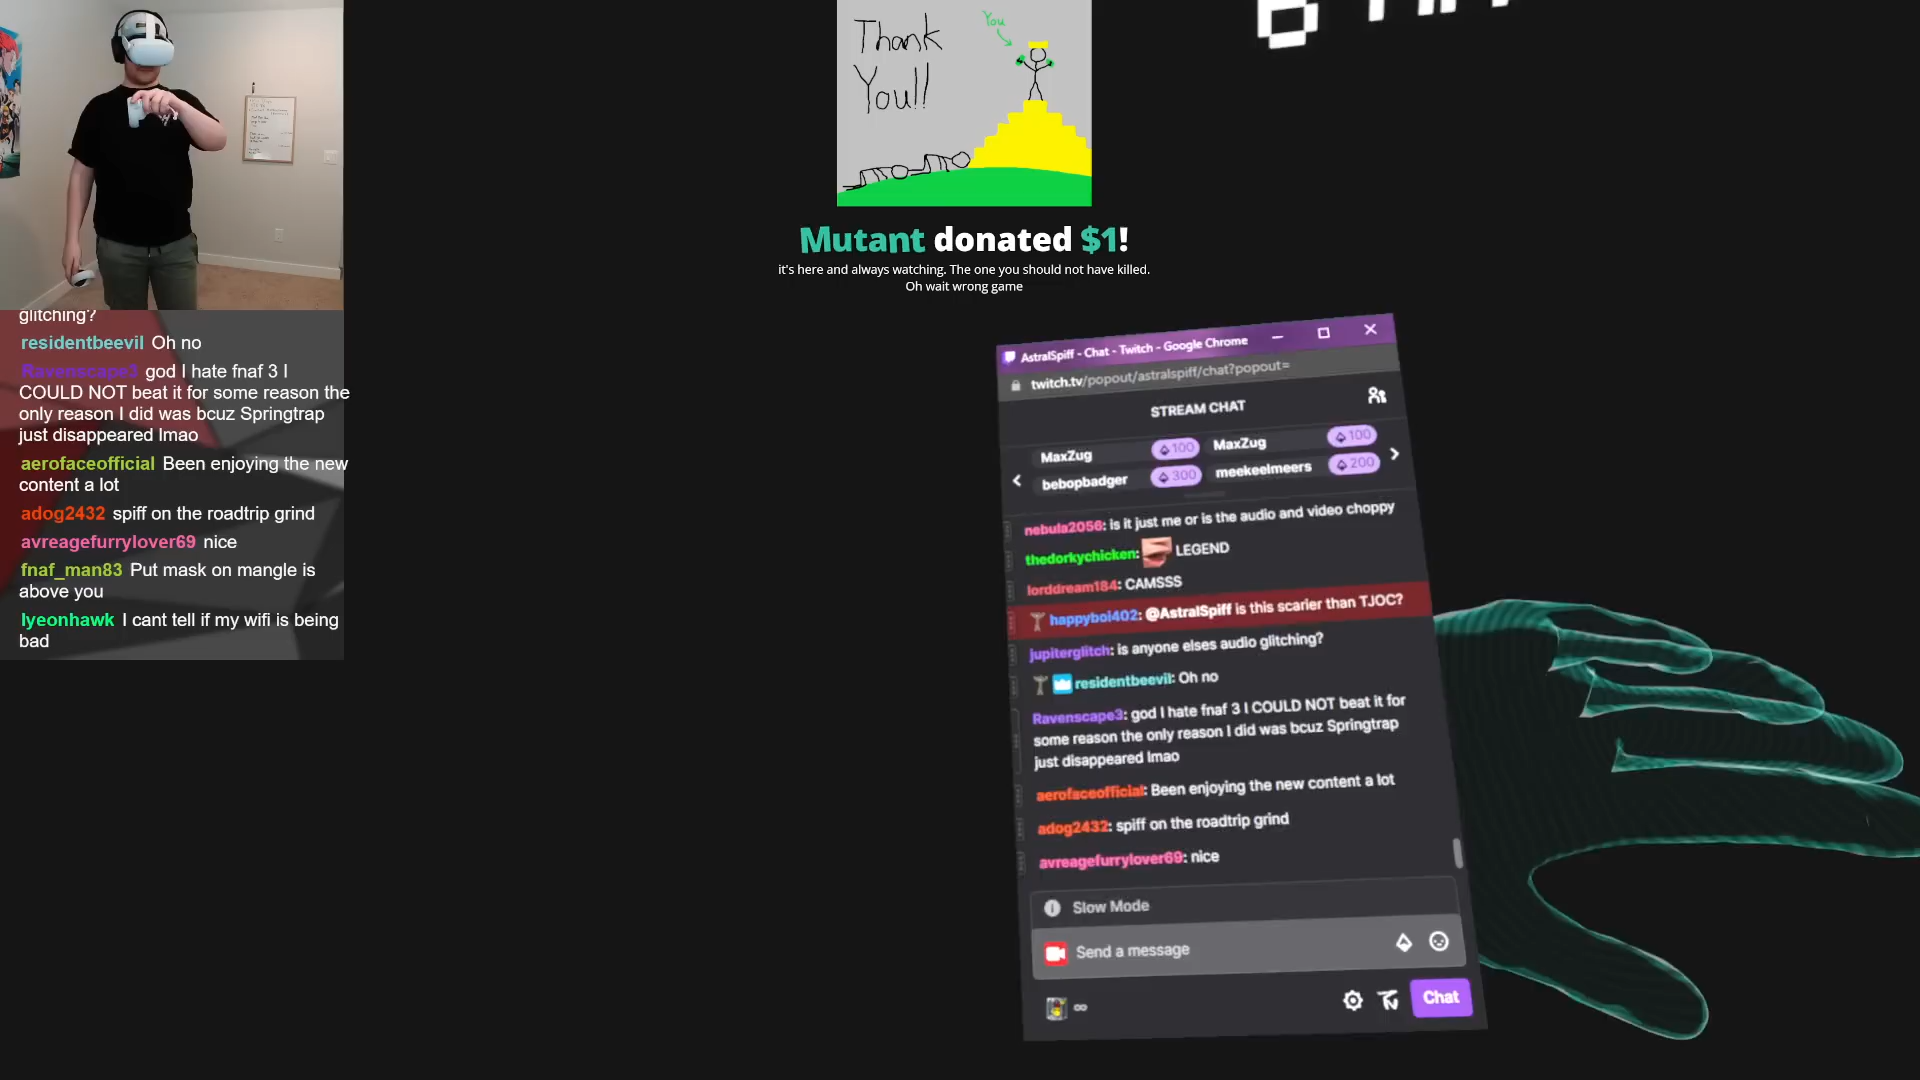 Thank
You!!
You
Mutant donated $1!
it's here and always watching. The one you should not have killed.
Oh wait wrong game
glitching?
residentbeevil Oh no
Ravenscape3 god I hate fnaf 3 I
COULD NOT beat it for some reason the
only reason I did was bcuz Springtrap
just disappeared lmao
aerofaceofficial Been enjoying the new
content a lot
adog2432 spiff on the roadtrip grind
avreagefurrylover69 nice
fnaf_man83 Put mask on mangle is
above you
lyeonhawk I cant tell if my wifi is being
bad
AstralSpiff - Chat - Twitch - Google Chrome
twitch.tv/popout/astralspiff/chat?popout=
STREAM CHAT
MaxZug 100 MaxZug 100
bebopbadger 300 meekeelmeers 200
nebula2056: is it just me or is the audio and video choppy
thedorkychicken: LEGEND
lorddream184: CAMSSS
happyboi402: @AstralSpiff is this scarier than TJOC?
jupiterglitch: is anyone elses audio glitching?
residentbeevil: Oh no
Ravenscape3: god I hate fnaf 3 I COULD NOT beat it for
some reason the only reason I did was bcuz Springtrap
just disappeared lmao
aerofaceofficial: Been enjoying the new content a lot
adog2432: spiff on the roadtrip grind
avreagefurrylover69: nice
Slow Mode
Send a message
∞
Chat